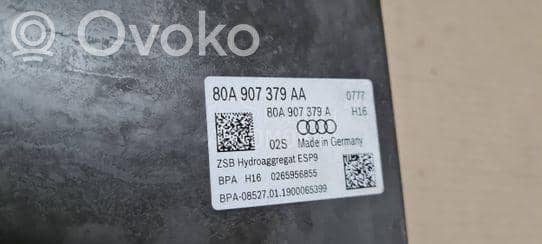 Ovoko
80A 907 379 AA 0777
80A 907 379 A H16
02S Made in Germany
ZSB Hydroaggregat ESP9
BPA H16 0265956855
BPA-08527.01.1900065399